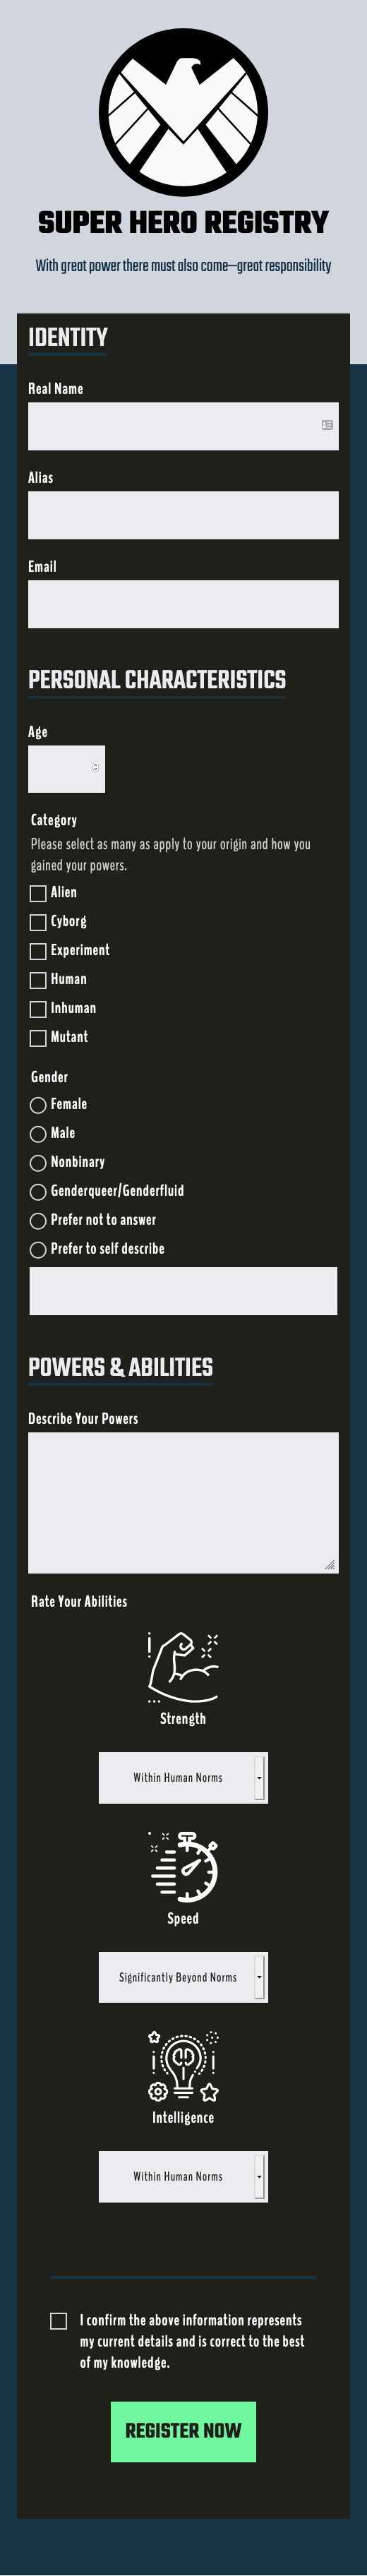 SUPER HERO REGISTRY
With great power there must also come—great responsibility
IDENTITY
Real Name
Alias
Email
PERSONAL CHARACTERISTICS
Age
Category
Please select as many as apply to your origin and how you
gained your powers.
Alien
Cyborg
Experiment
Human
Inhuman
Mutant
Gender
Female
Male
Nonbinary
Genderqueer/Genderfluid
Prefer not to answer
Prefer to self describe
POWERS & ABILITIES
Describe Your Powers
Rate Your Abilities
Strength
Within Human Norms
Speed
Significantly Beyond Norms
Intelligence
Within Human Norms
I confirm the above information represents
my current details and is correct to the best
of my knowledge.
REGISTER NOW